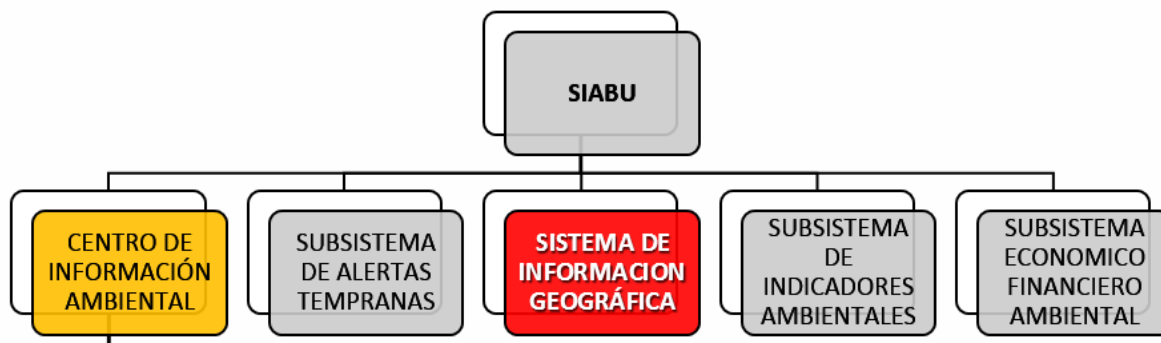 SIABU
CENTRO DE
INFORMACIÓN
AMBIENTAL
SUBSISTEMA
DE ALERTAS
TEMPRANAS
SISTEMA DE
INFORMACION
GEOGRÁFICA
SUBSISTEMA
DE
INDICADORES
AMBIENTALES
SUBSISTEMA
ECONOMICO
FINANCIERO
AMBIENTAL